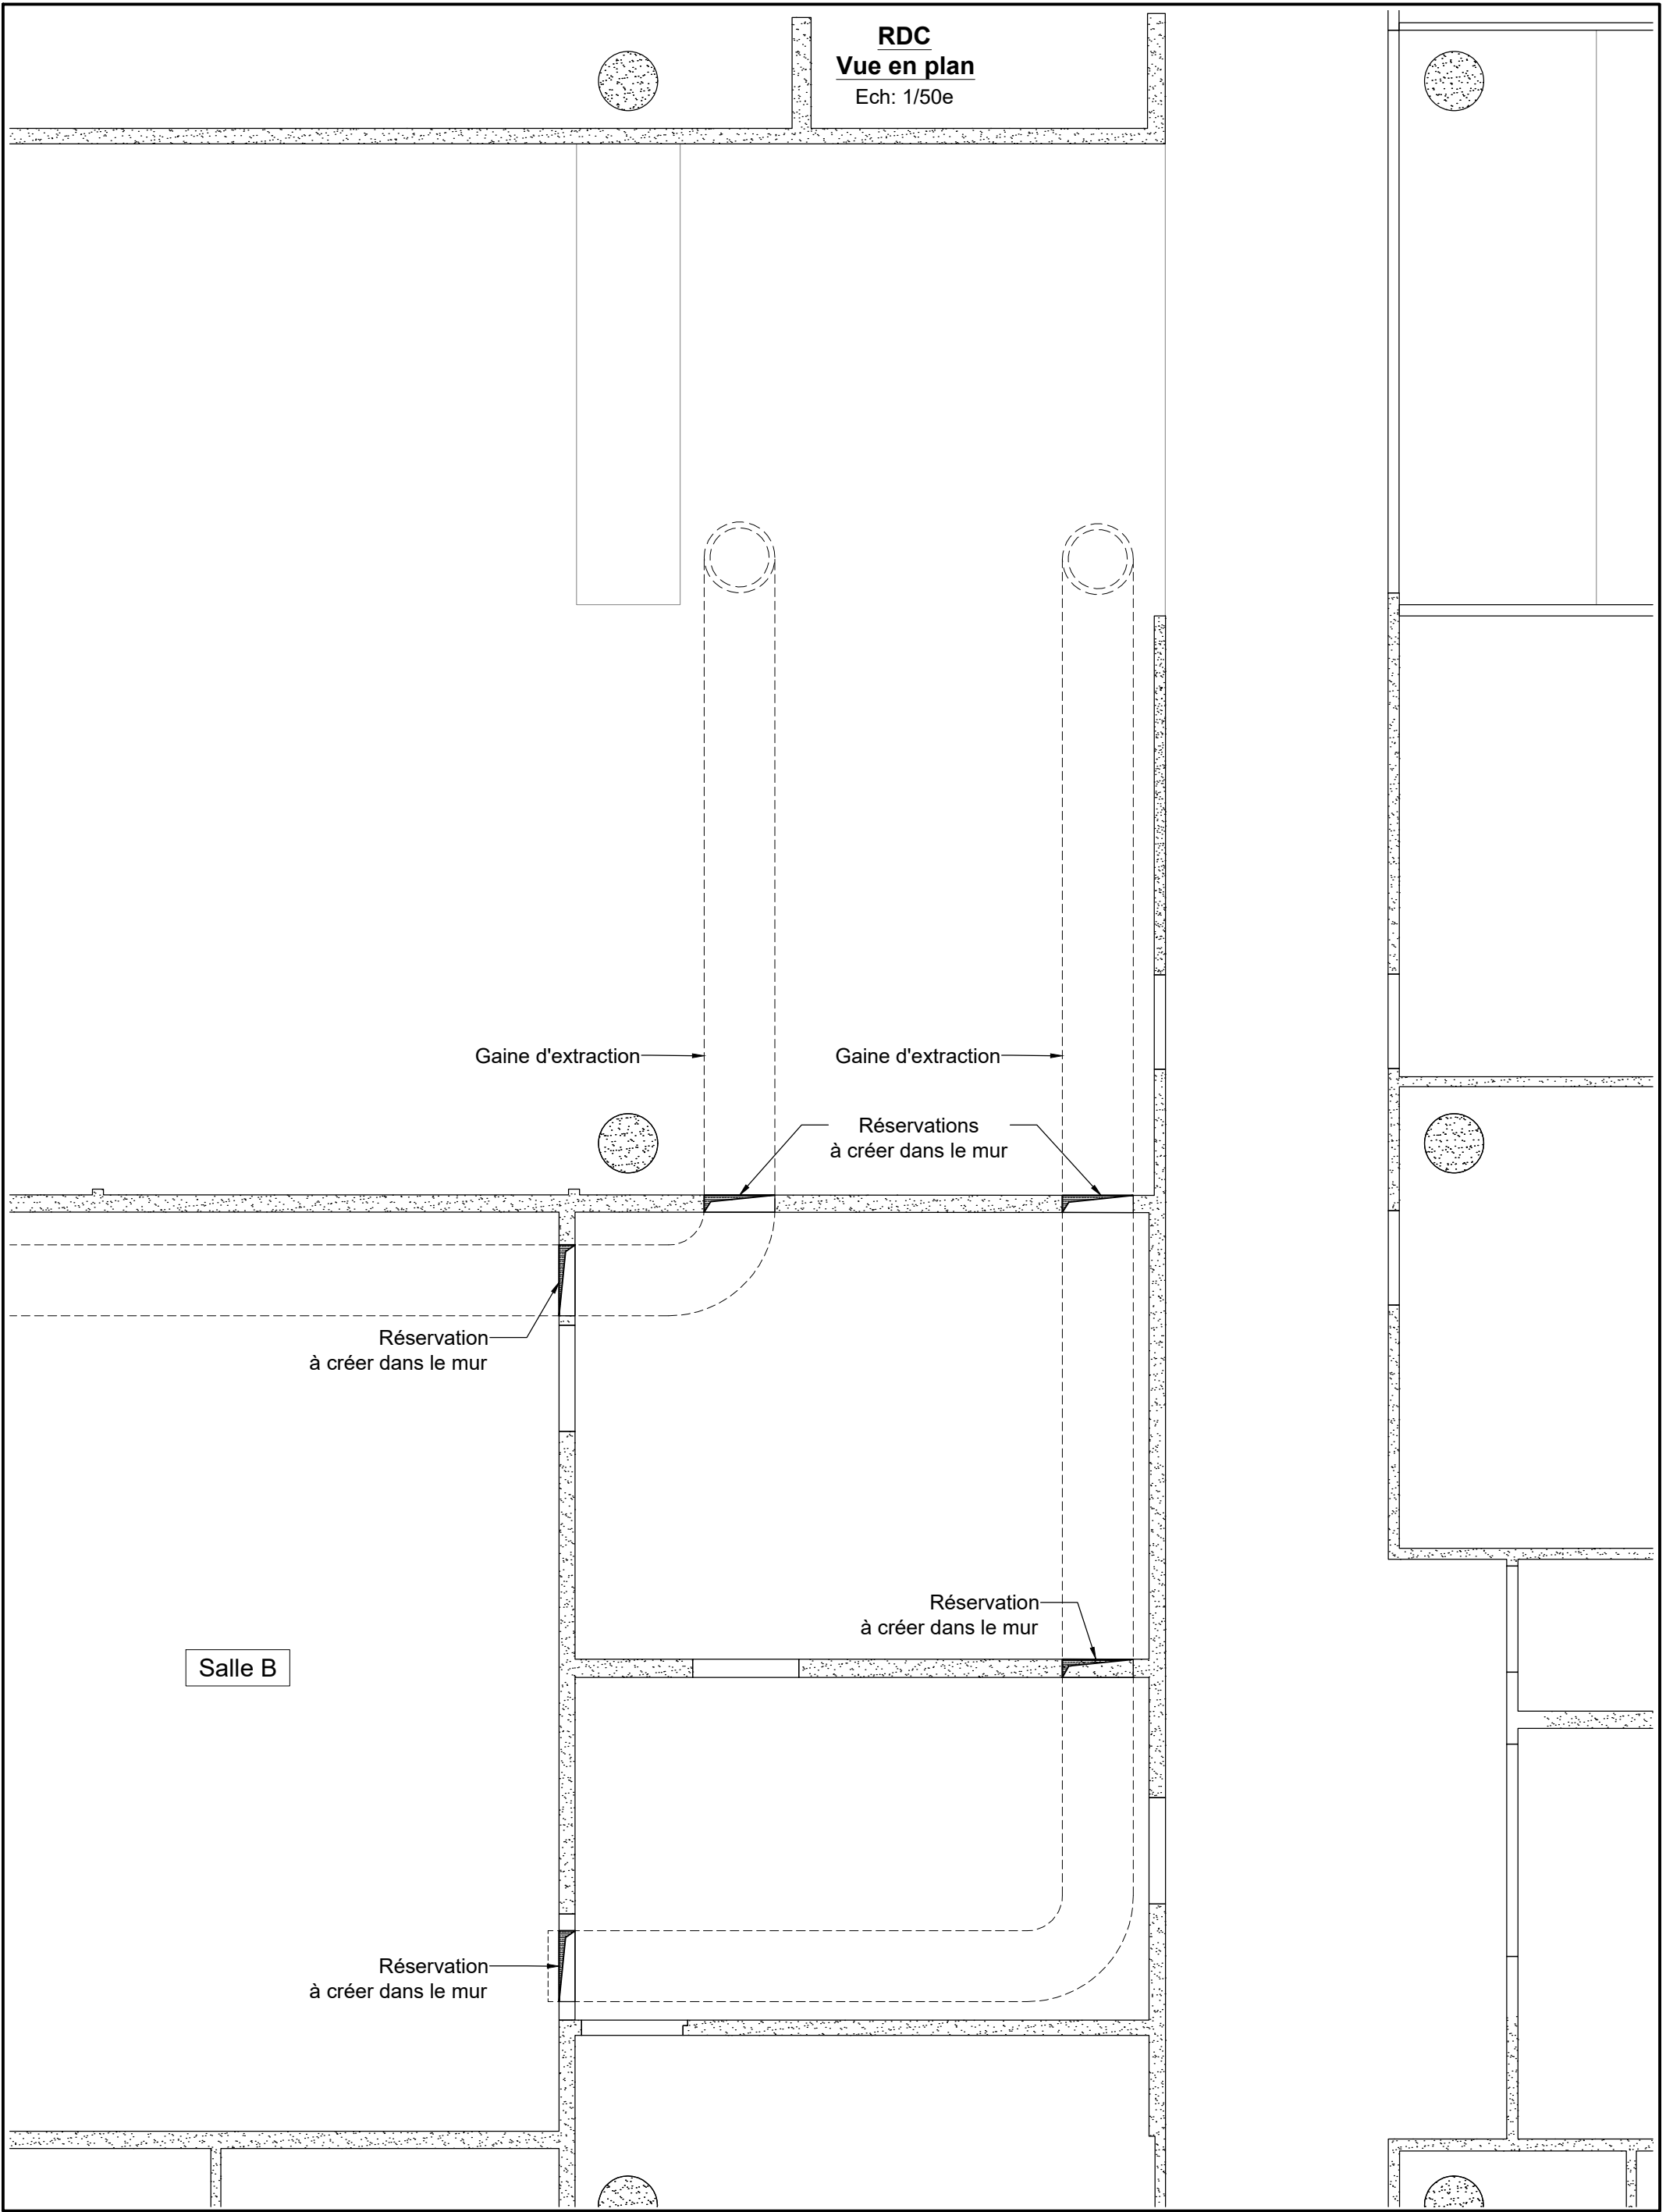 RDC
Vue en plan
Ech: 1/50e
Gaine d'extraction
Gaine d'extraction
Réservations
à créer dans le mur
Réservation
à créer dans le mur
Réservation
à créer dans le mur
Salle B
Réservation
à créer dans le mur